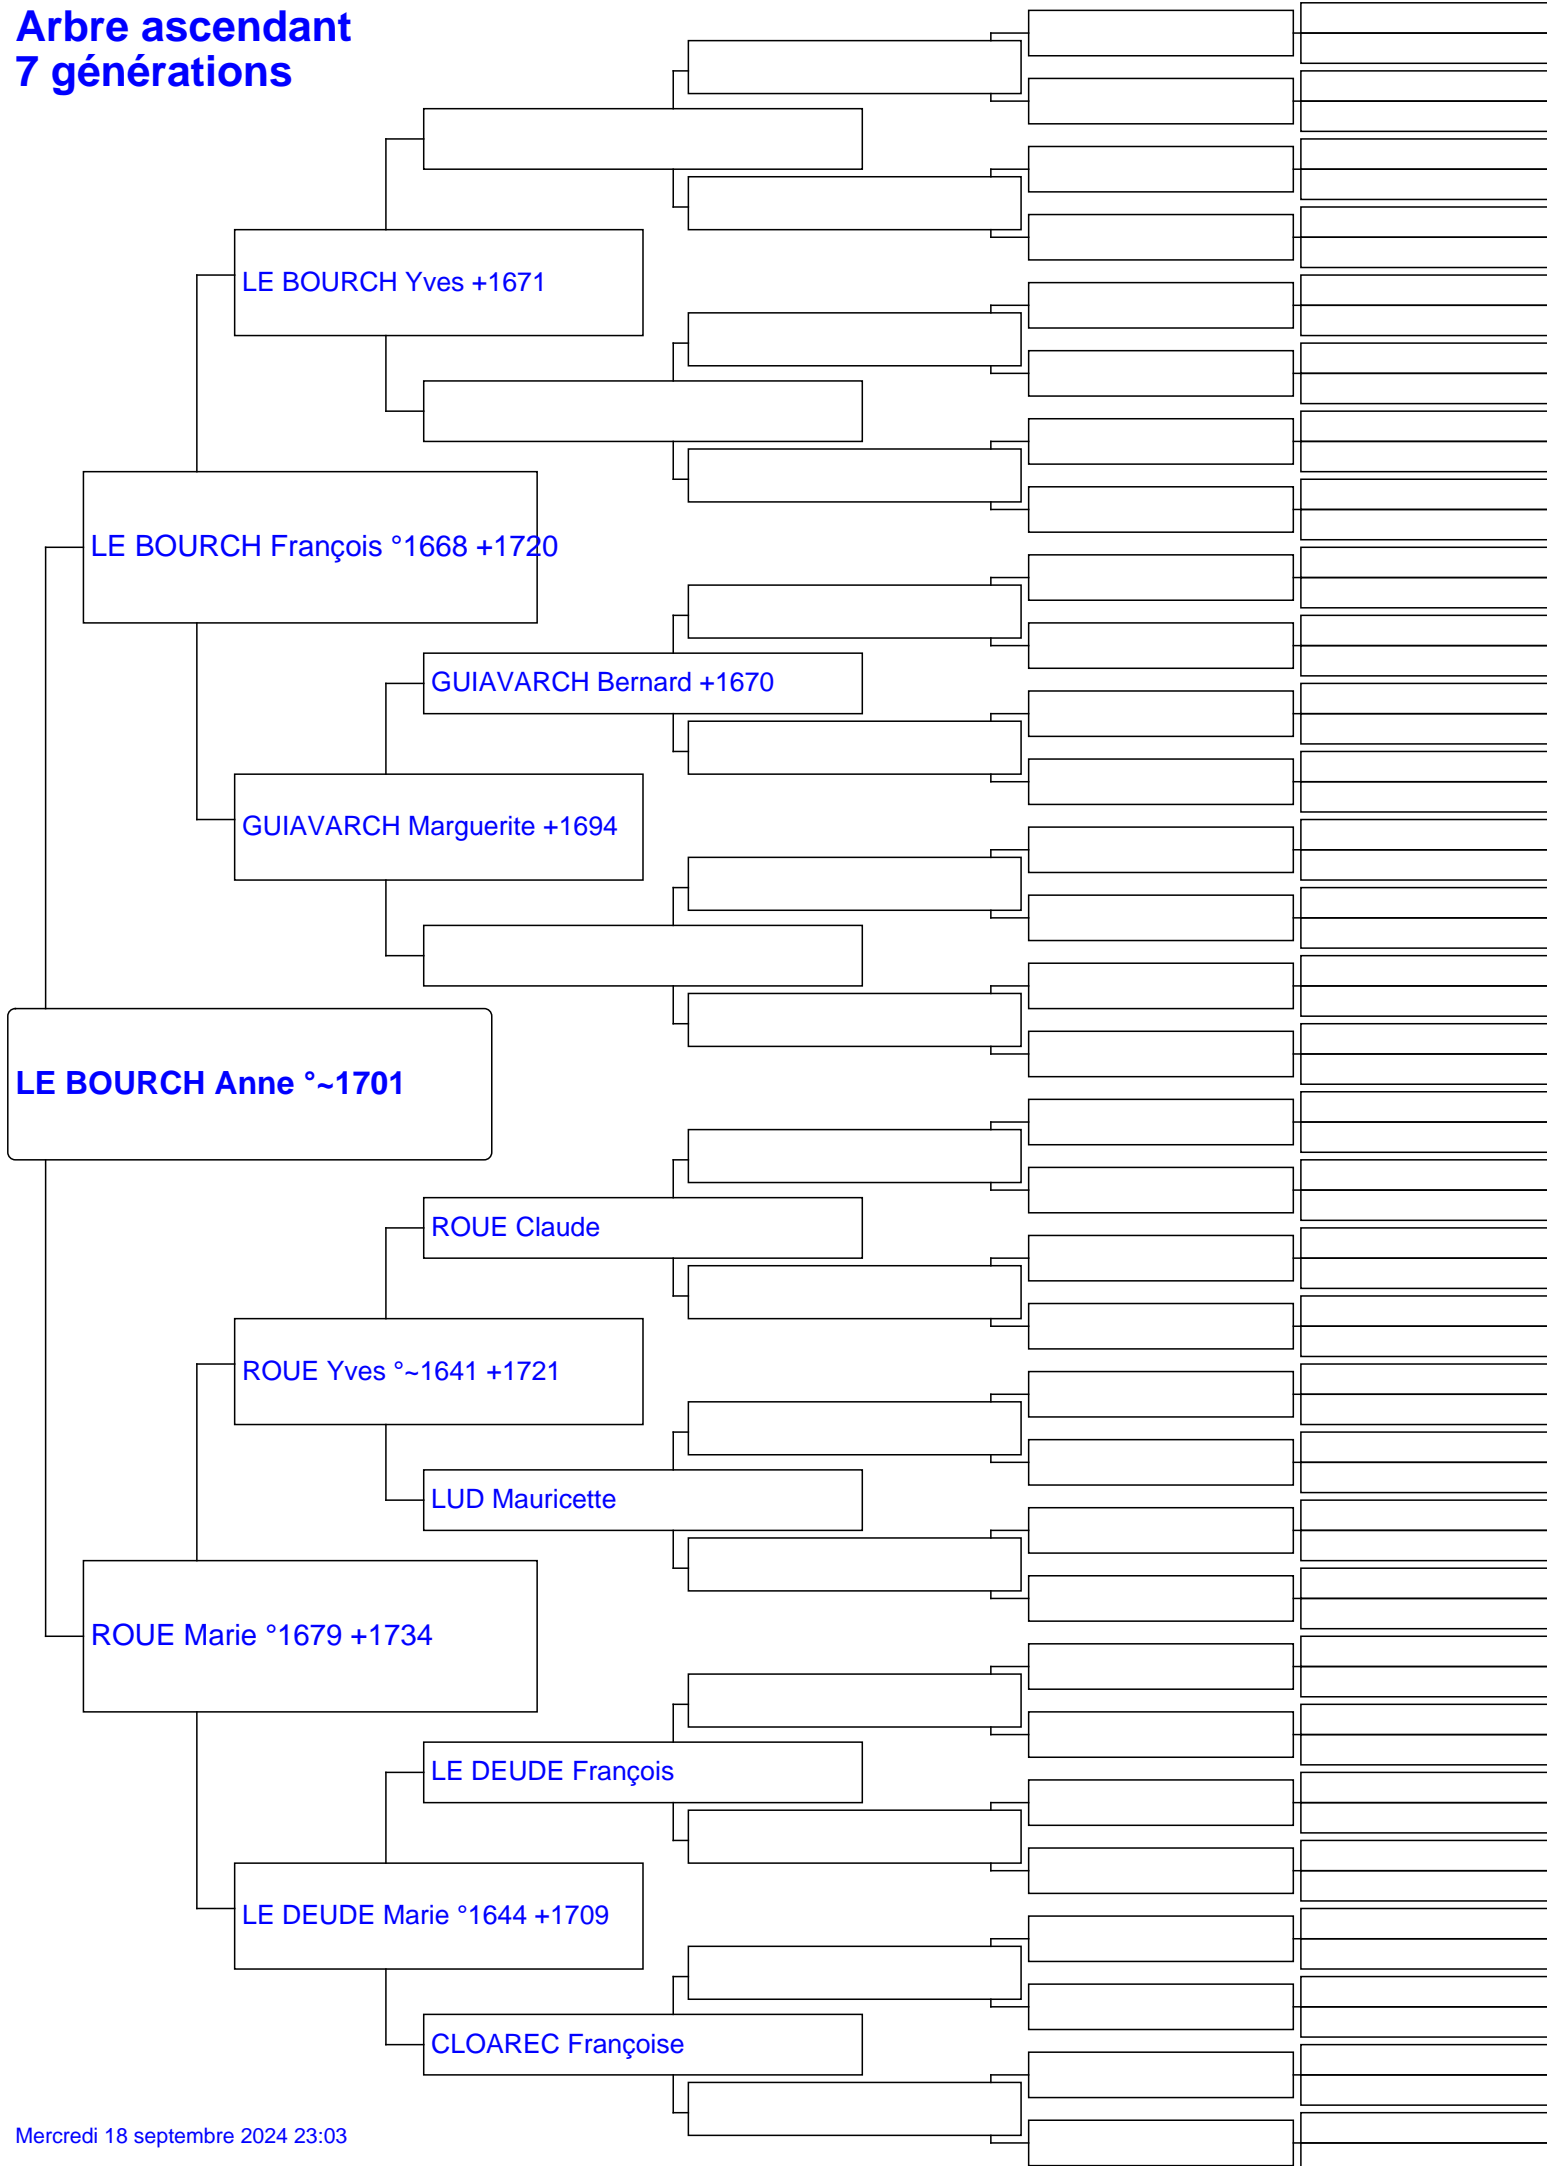 Arbre ascendant
7 générations
LE BOURCH Yves +1671
LE BOURCH François °1668 +1720
GUIAVARCH Bernard +1670
GUIAVARCH Marguerite +1694
LE BOURCH Anne °~1701
ROUE Claude
ROUE Yves °~1641 +1721
LUD Mauricette
ROUE Marie °1679 +1734
LE DEUDE François
LE DEUDE Marie °1644 +1709
CLOAREC Françoise
Mercredi 18 septembre 2024 23:03